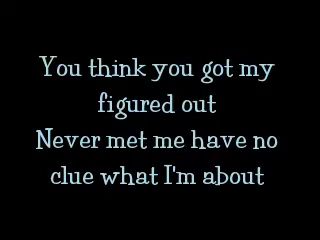 You think you got my
figured out
Never met me have no
clue what I'm about